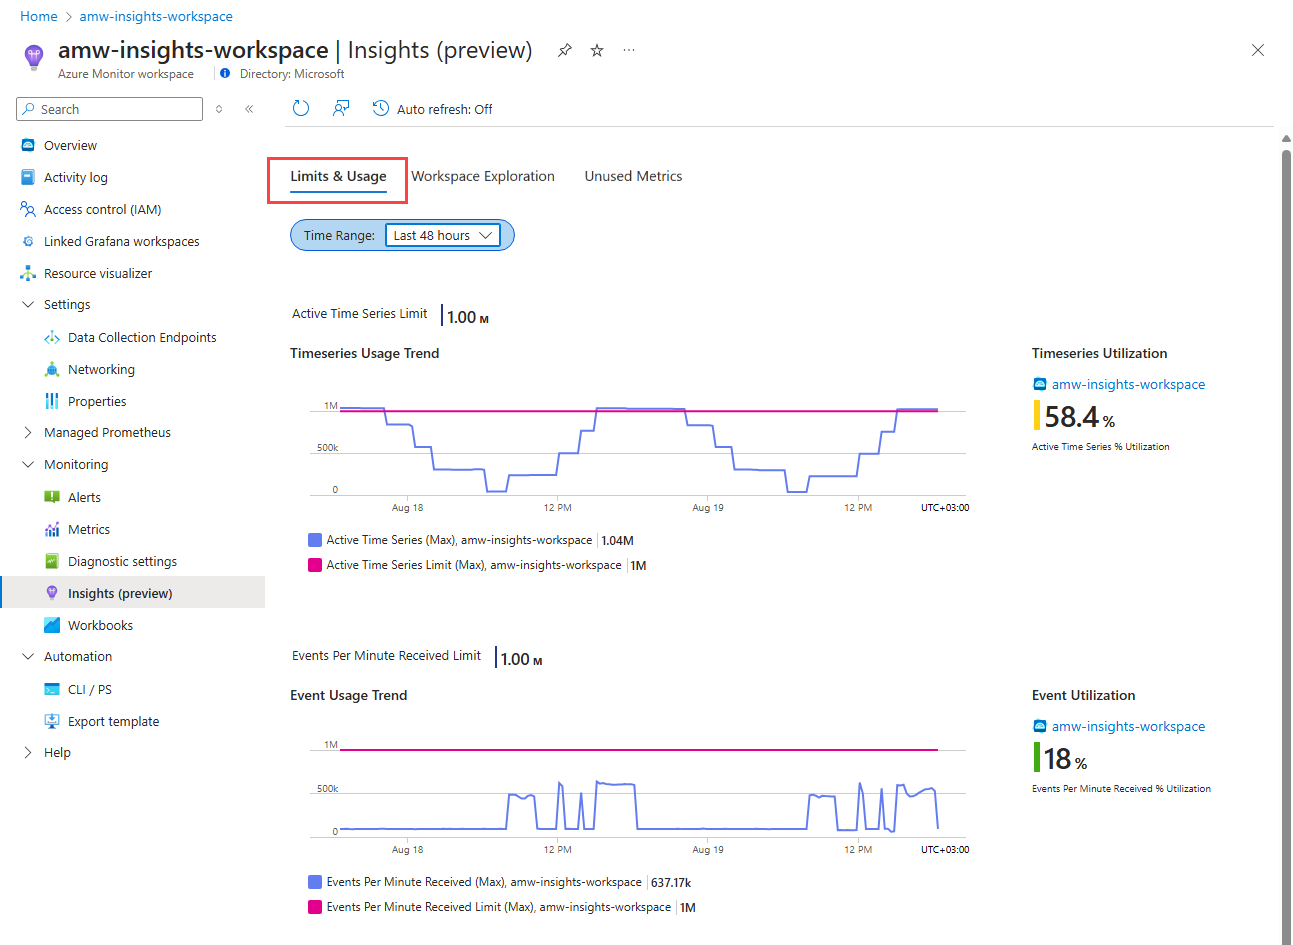 Home > amw-insights-workspace
amw-insights-workspace | Insights (preview)
Azure Monitor workspace
Directory: Microsoft
Search
Auto refresh: Off
Overview
Activity log
Access control (IAM)
Linked Grafana workspaces
Resource visualizer
Settings
Data Collection Endpoints
Networking
Properties
Managed Prometheus
Monitoring
Alerts
Metrics
Diagnostic settings
Insights (preview)
Workbooks
Automation
CLI / PS
Export template
Help
Limits & Usage
Workspace Exploration
Unused Metrics
Time Range: Last 48 hours
Active Time Series Limit
1.00 M
Timeseries Usage Trend
1M
500k
0
Aug 18
12 PM
Aug 19
12 PM
UTC+03:00
Active Time Series (Max), amw-insights-workspace | 1.04M
Active Time Series Limit (Max), amw-insights-workspace | 1M
Timeseries Utilization
amw-insights-workspace
58.4 %
Active Time Series % Utilization
Events Per Minute Received Limit
1.00 M
Event Usage Trend
1M
500k
0
Aug 18
12 PM
Aug 19
12 PM
UTC+03:00
Events Per Minute Received (Max), amw-insights-workspace | 637.17k
Events Per Minute Received Limit (Max), amw-insights-workspace | 1M
Event Utilization
amw-insights-workspace
18 %
Events Per Minute Received % Utilization